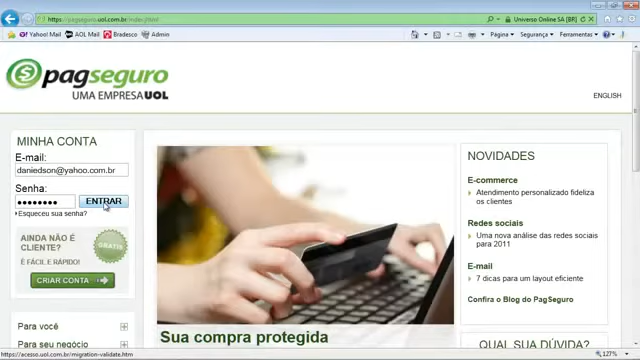 https://pagseguro.uol.com.br/index.jhtml
Universo Online SA [BR]
Yahoo! Mail
AOL Mail
Bradesco
Admin
Página
Segurança
Ferramentas
pagseguro
UMA EMPRESA UOL
ENGLISH
MINHA CONTA
E-mail:
daniedson@yahoo.com.br
Senha:
ENTRAR
Esqueceu sua senha?
AINDA NÃO É
CLIENTE?
GRÁTIS
É FÁCIL E RÁPIDO!
CRIAR CONTA
Para você
Para seu negócio
Sua compra protegida
NOVIDADES
E-commerce
Atendimento personalizado fideliza
os clientes
Redes sociais
Uma nova análise das redes sociais
para 2011
E-mail
7 dicas para um layout eficiente
Confira o Blog do PagSeguro
QUAL SUA DÚVIDA?
https://acesso.uol.com.br/migration-validate.htm
127%